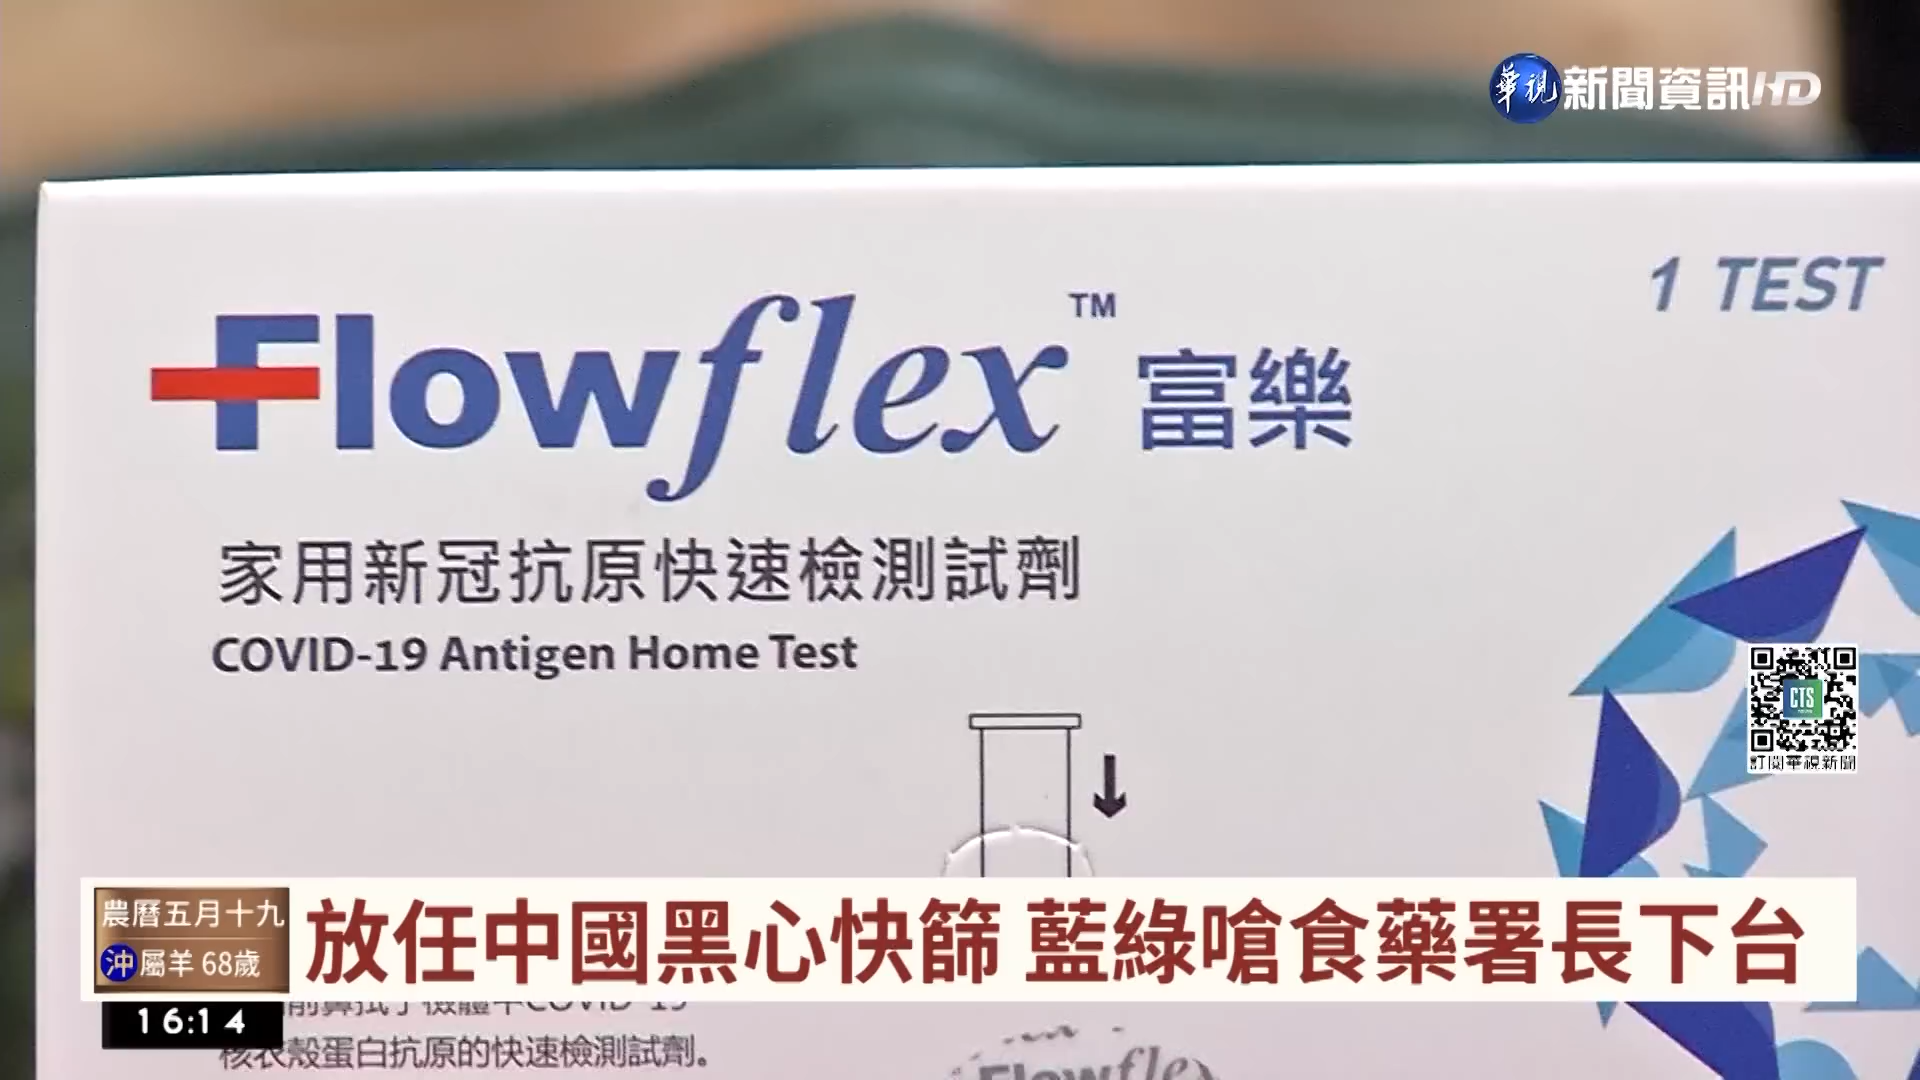 華視 新聞資訊HD
1 TEST
Flowflex™ 富樂
家用新冠抗原快速檢測試劑
COVID-19 Antigen Home Test
CTS
訂閱華視新聞
農曆五月十九
沖屬羊 68歲
放任中國黑心快篩 藍綠嗆食藥署長下台
16:14
COVID-19
核衣殼蛋白抗原的快速檢測試劑。
Flowflex